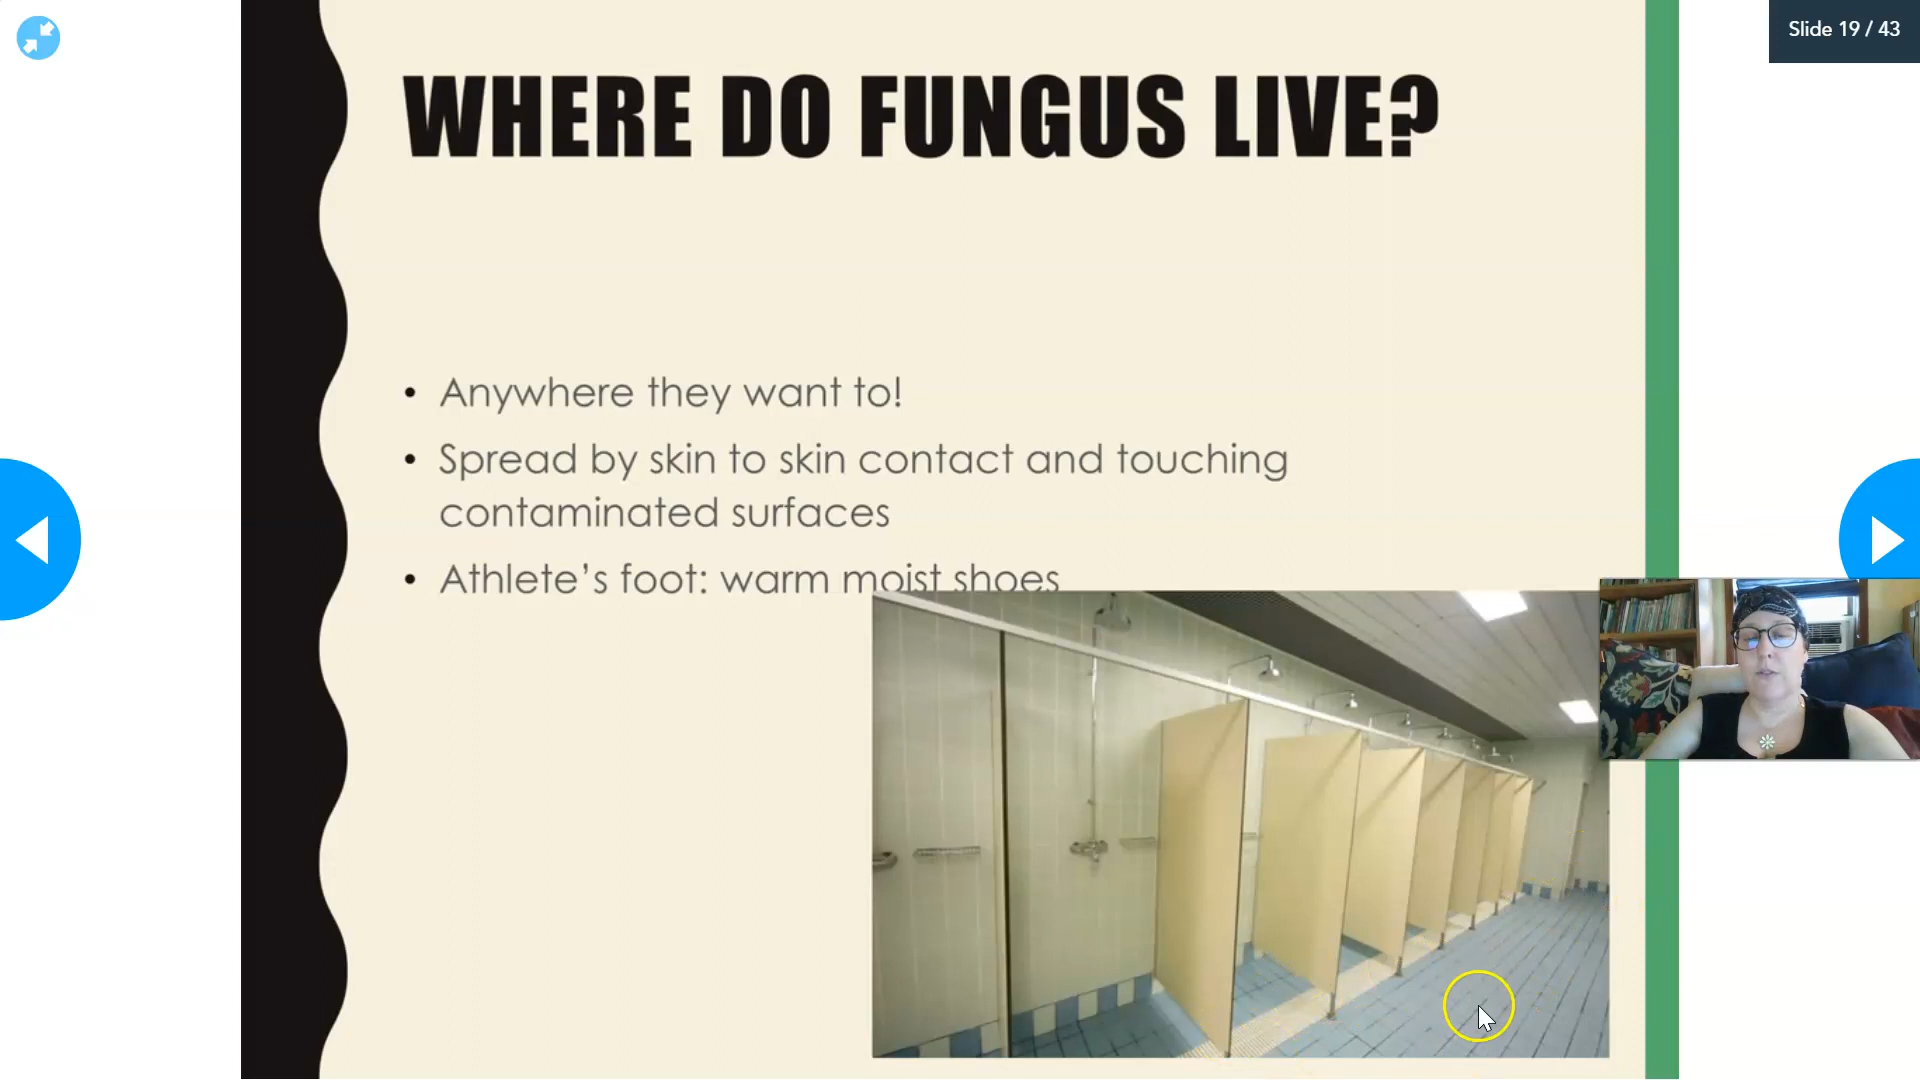 Slide 19 / 43
WHERE DO FUNGUS LIVE?
• Anywhere they want to!
• Spread by skin to skin contact and touching
contaminated surfaces
• Athlete’s foot: warm moist shoes